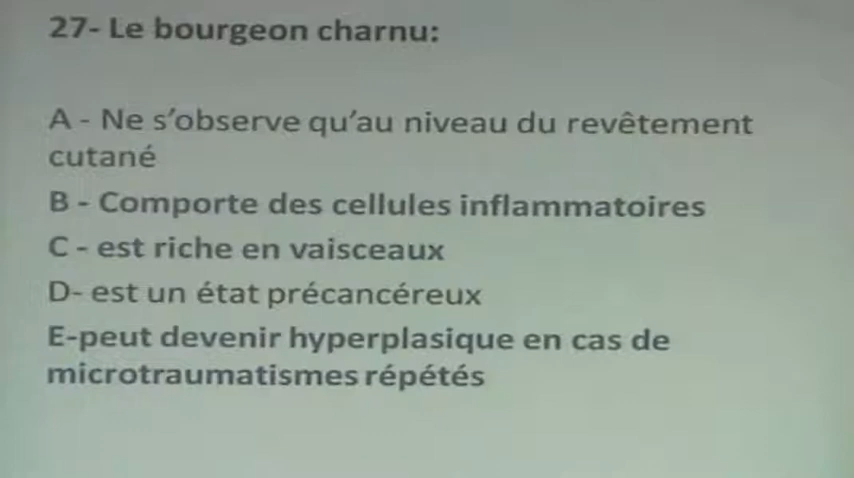 27- Le bourgeon charnu:
A - Ne s'observe qu'au niveau du revêtement
cutané
B - Comporte des cellules inflammatoires
C - est riche en vaisceaux
D- est un état précancéreux
E-peut devenir hyperplasique en cas de
microtraumatismes répétés